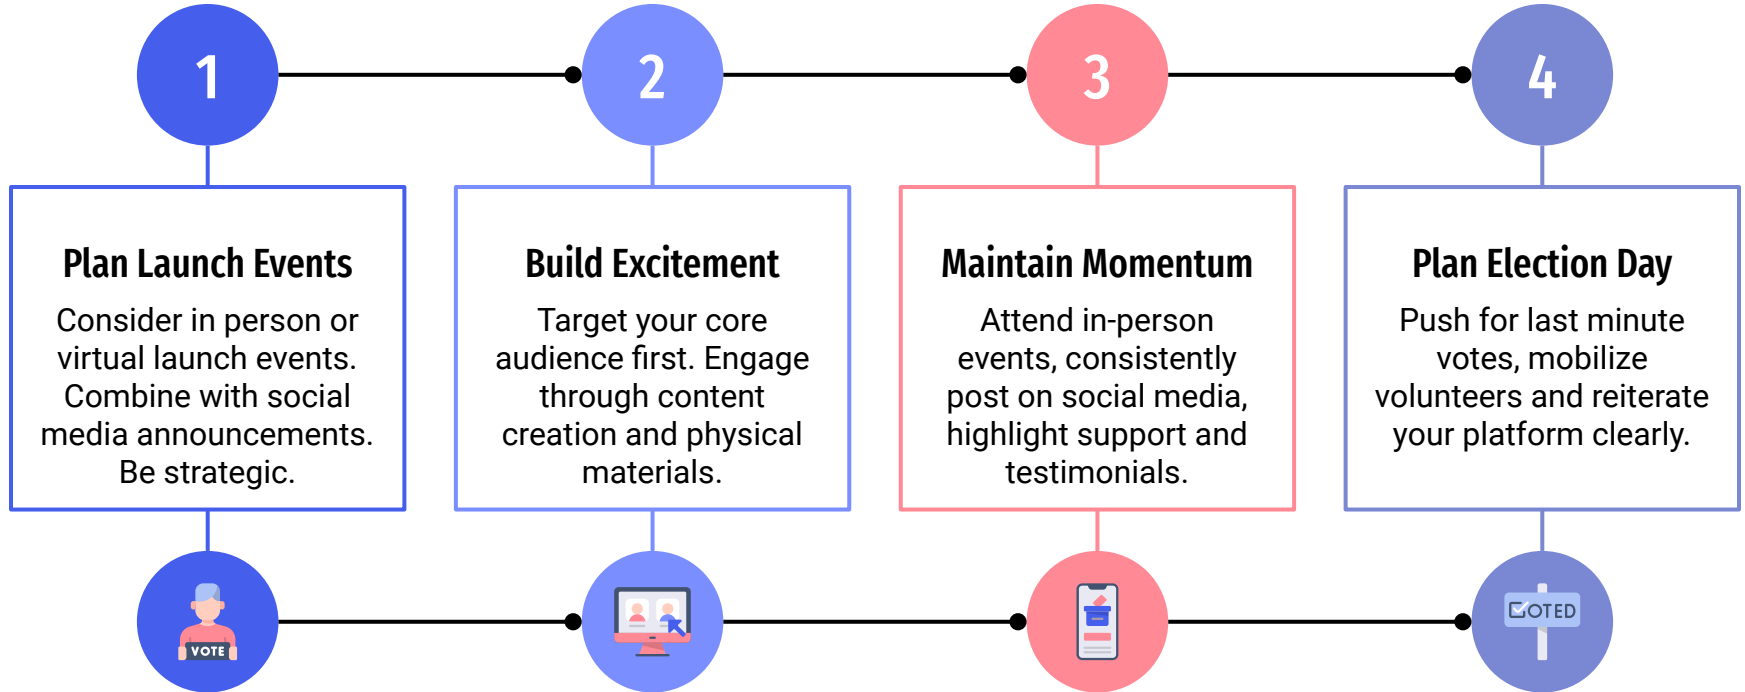 1
2
3
4
Plan Launch Events
Consider in person or
virtual launch events.
Combine with social
media announcements.
Be strategic.
Build Excitement
Target your core
audience first. Engage
through content
creation and physical
materials.
Maintain Momentum
Attend in-person
events, consistently
post on social media,
highlight support and
testimonials.
Plan Election Day
Push for last minute
votes, mobilize
volunteers and reiterate
your platform clearly.
VOTE
VOTED